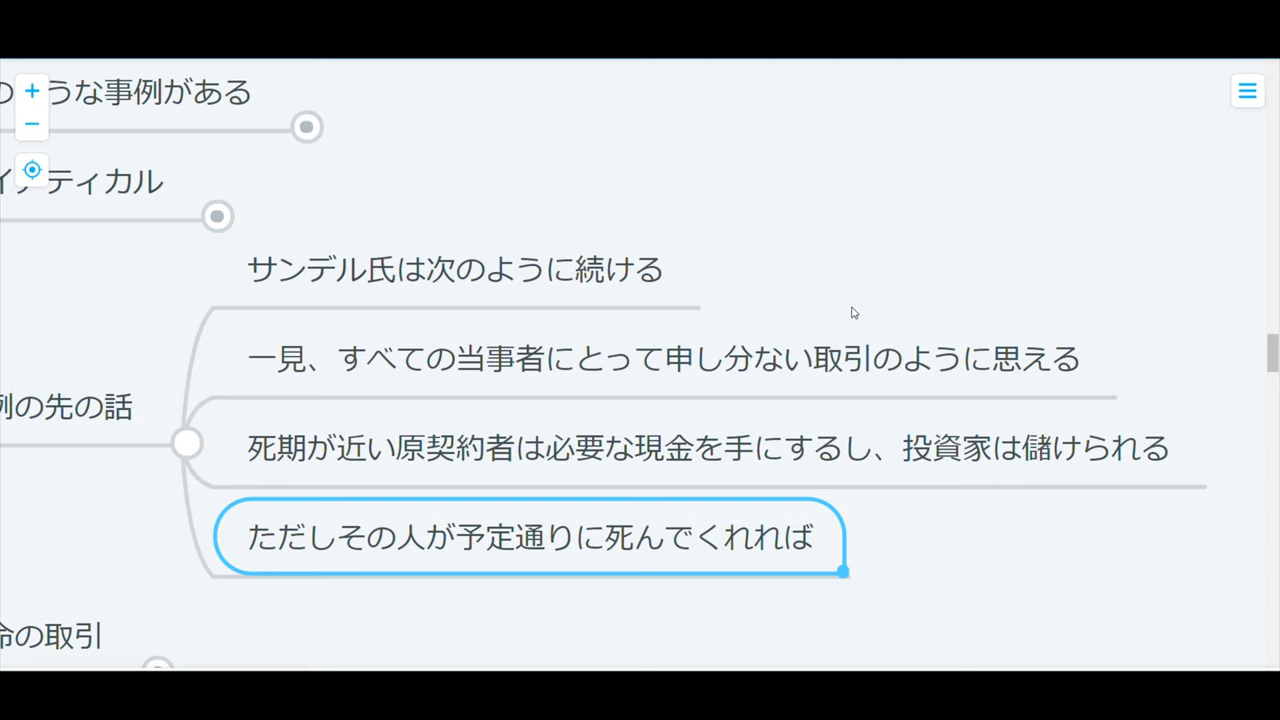 うな事例がある
ティカル
サンデル氏は次のように続ける
一見、すべての当事者にとって申し分ない取引のように思える
例の先の話
死期が近い原契約者は必要な現金を手にするし、投資家は儲けられる
ただしその人が予定通りに死んでくれれば
命の取引